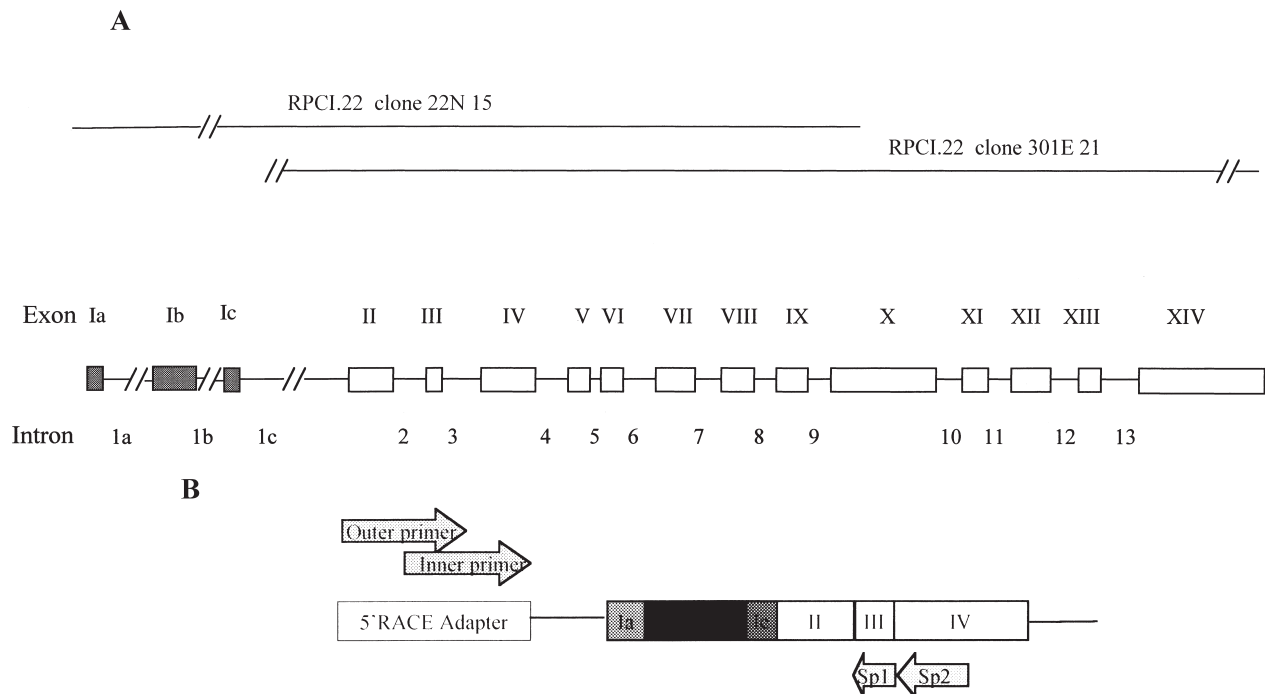 A
RPCI.22 clone 22N 15
RPCI.22 clone 301E 21
Exon Ia Ib Ic II III IV V VI VII VIII IX X XI XII XIII XIV
Intron 1a 1b 1c 2 3 4 5 6 7 8 9 10 11 12 13
B
Outer primer
Inner primer
5'RACE Adapter Ia Ic II III IV
Sp1 Sp2